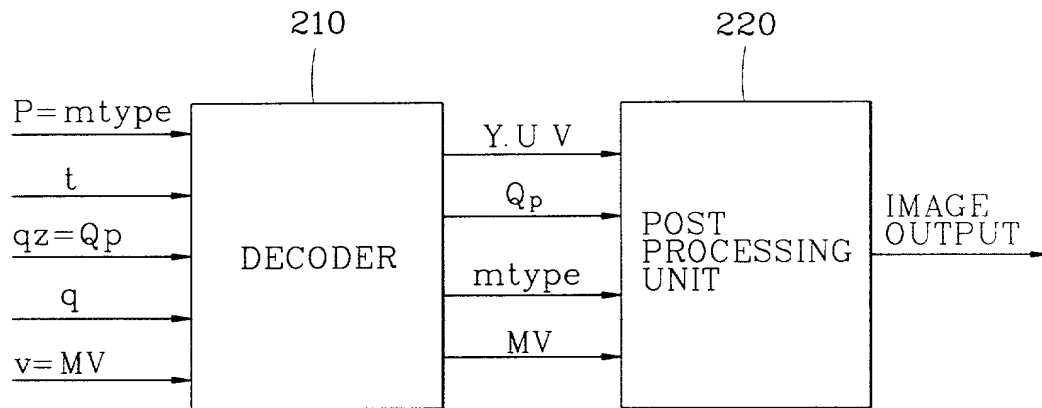 210
220
P=mtype
t
qz=Qp
q
v=MV
DECODER
Y.U V
Qp
mtype
MV
POST
PROCESSING
UNIT
IMAGE
OUTPUT